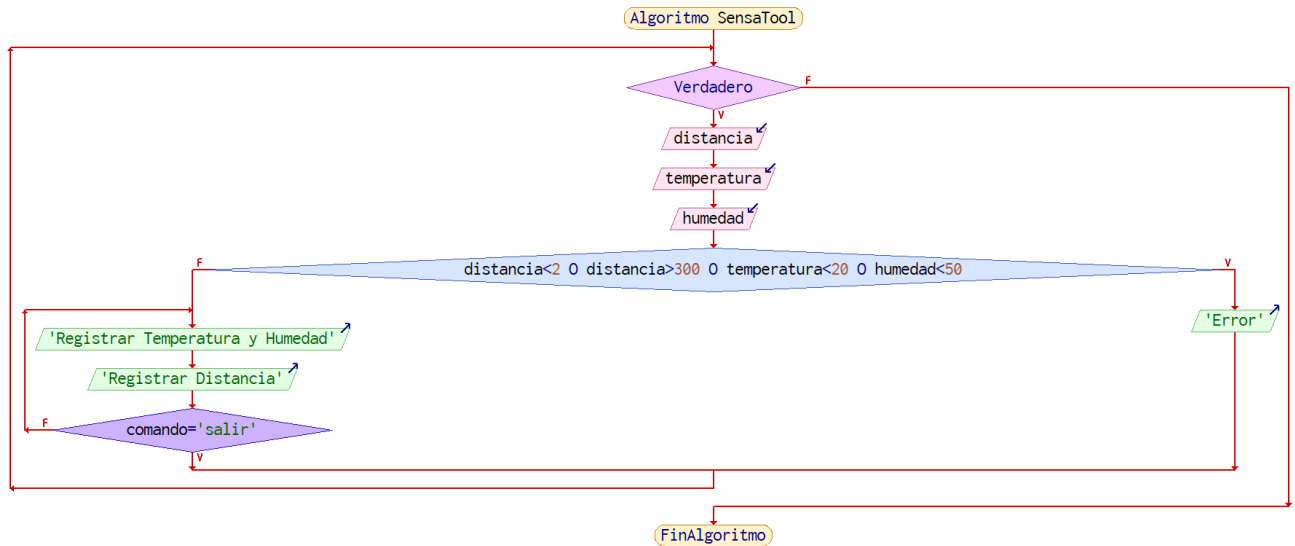 Algoritmo SensaTool
Verdadero
F
V
distancia
temperatura
humedad
F
distancia<2 O distancia>300 O temperatura<20 O humedad<50
V
'Registrar Temperatura y Humedad'
'Error'
'Registrar Distancia'
F
comando='salir'
V
FinAlgoritmo